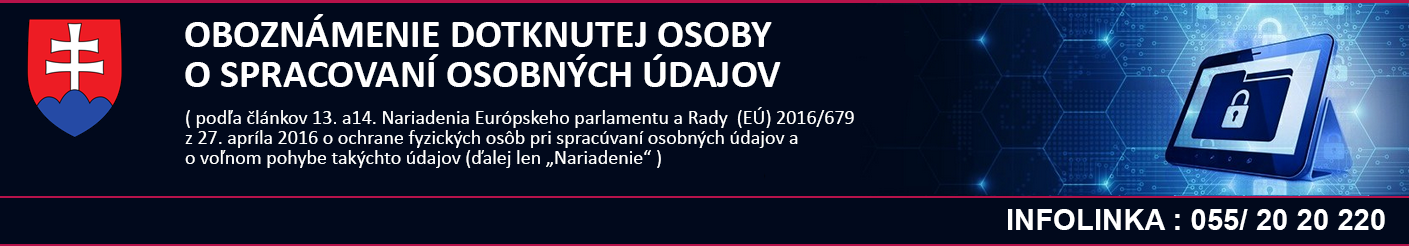 OBOZNÁMENIE DOTKNUTEJ OSOBY
O SPRACOVANÍ OSOBNÝCH ÚDAJOV
( podľa článkov 13. a14. Nariadenia Európskeho parlamentu a Rady (EÚ) 2016/679
z 27. apríla 2016 o ochrane fyzických osôb pri spracúvaní osobných údajov a
o voľnom pohybe takýchto údajov (ďalej len „Nariadenie“ )
INFOLINKA : 055/ 20 20 220